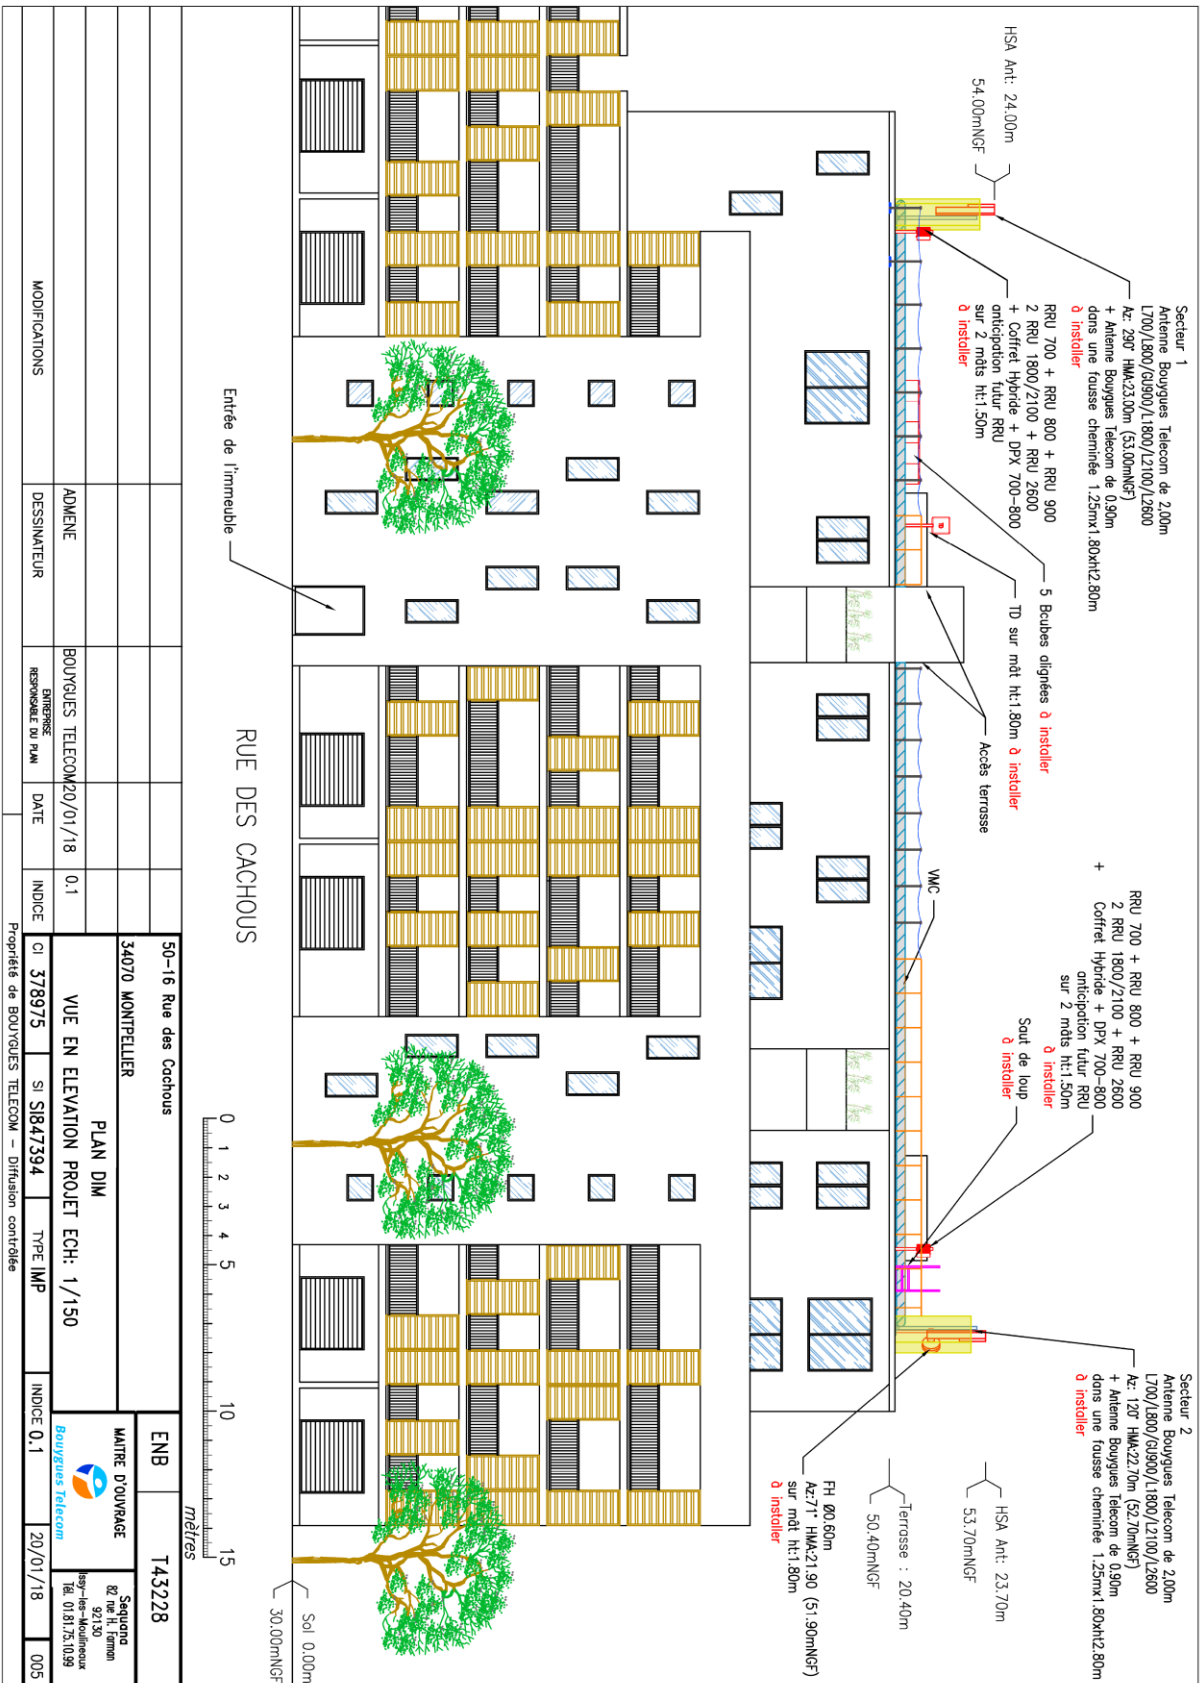 HSA Ant: 24.00m
54.00mNGF
Secteur 1
Antenne Bouygues Telecom de 2,00m
L700/L800/GU900/L1800/L2100/L2600
Az: 290° HMA:23.00m (53.00mNGF)
+ Antenne Bouygues Telecom de 0.90m
dans une fausse cheminée 1.25mx1.80xht2.80m
à installer
RRU 700 + RRU 800 + RRU 900
2 RRU 1800/2100 + RRU 2600
+ Coffret Hybride + DPX 700-800
anticipation futur RRU
sur 2 mâts ht:1.50m
à installer
5 Bcubes alignées à installer
TD sur mât ht:1.80m à installer
TD
Accès terrasse
VMC
RRU 700 + RRU 800 + RRU 900
2 RRU 1800/2100 + RRU 2600
+ Coffret Hybride + DPX 700-800
anticipation futur RRU
sur 2 mâts ht:1.50m
à installer
Saut de loup
à installer
Secteur 2
Antenne Bouygues Telecom de 2,00m
L700/L800/GU900/L1800/L2100/L2600
Az: 120° HMA:22.70m (52.70mNGF)
+ Antenne Bouygues Telecom de 0.90m
dans une fausse cheminée 1.25mx1.80xht2.80m
à installer
HSA Ant: 23.70m
53.70mNGF
Terrasse : 20.40m
50.40mNGF
FH Ø0.60m
Az:71° HMA:21.90 (51.90mNGF)
sur mât ht:1.80m
à installer
Sol 0.00m
30.00mNGF
Entrée de l'immeuble
RUE DES CACHOUS
0 1 2 3 4 5 10 15
mètres
MODIFICATIONS
ADMENE
DESSINATEUR
BOUYGUES TELECOM
ENTREPRISE
RESPONSABLE DU PLAN
20/01/18
DATE
0.1
INDICE
50-16 Rue des Cachous
34070 MONTPELLIER
PLAN DIM
VUE EN ELEVATION PROJET ECH: 1/150
CI 378975
SI SI847394
TYPE IMP
INDICE 0.1
20/01/18
005
ENB
T43228
MAITRE D'OUVRAGE
Bouygues Telecom
Sequana
82 rue H. Farman
92130
Issy-les-Moulineaux
Tél. 01.81.75.10.99
Propriété de BOUYGUES TELECOM - Diffusion contrôlée